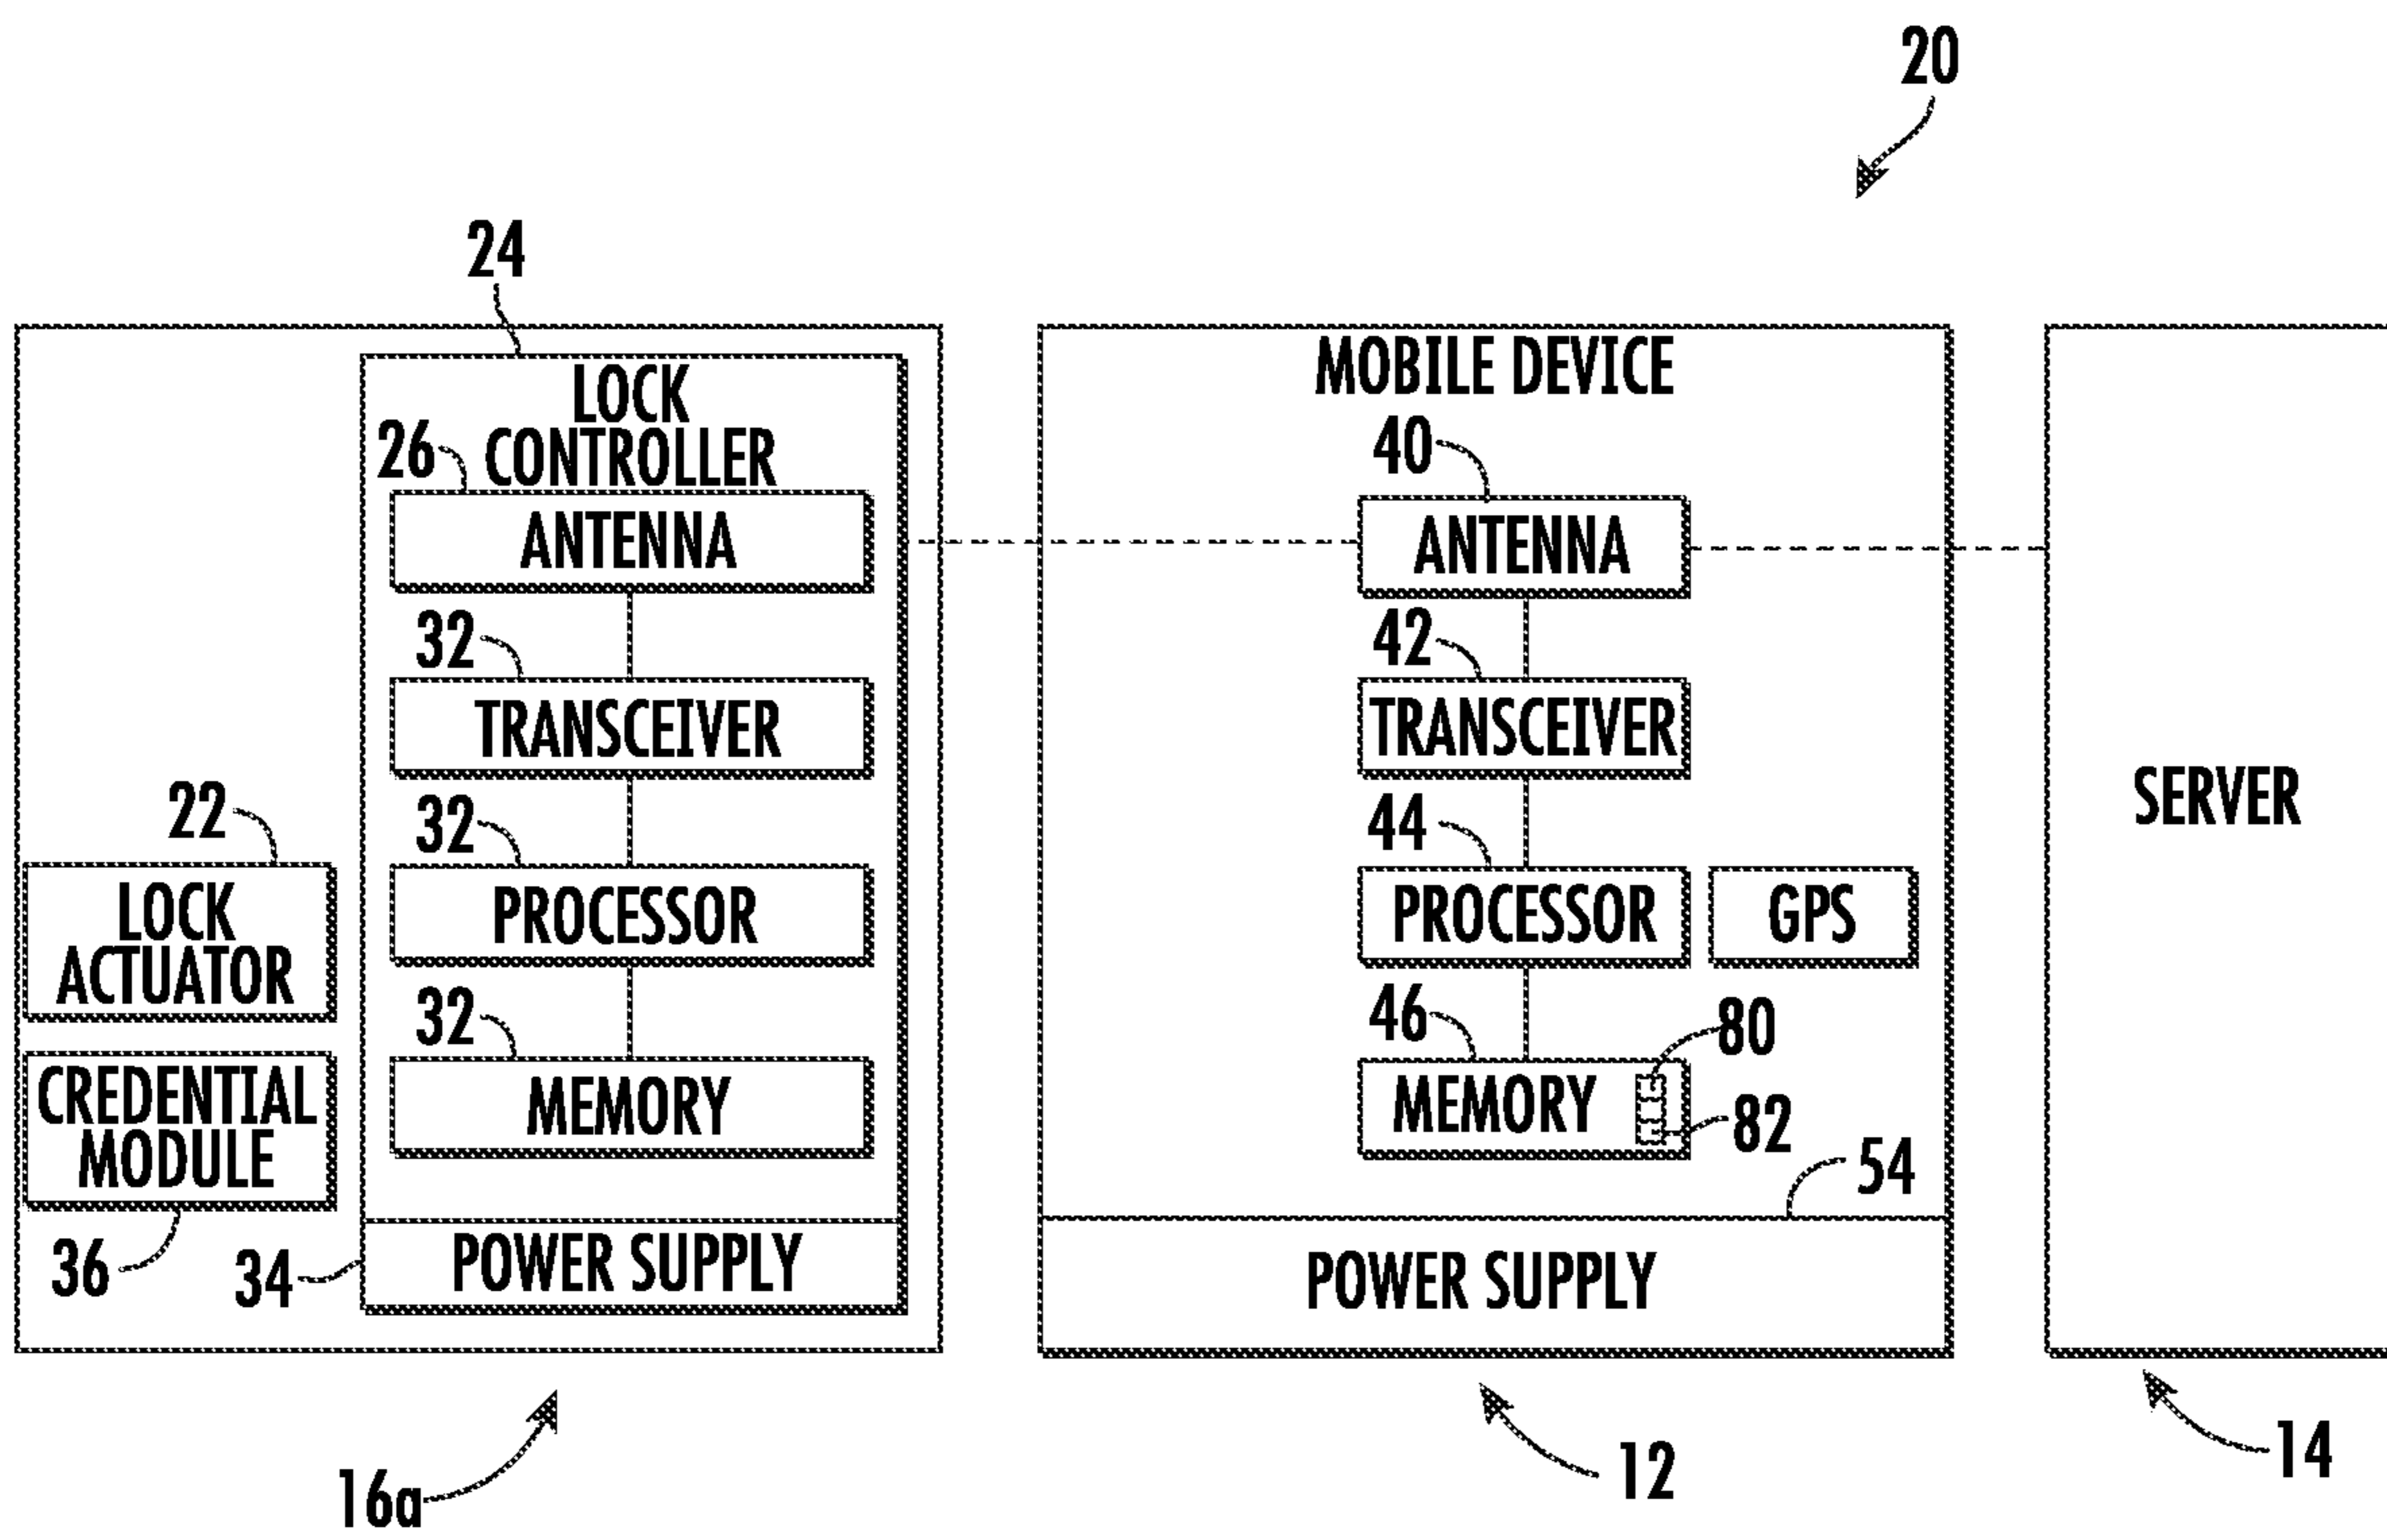 20
24
LOCK
CONTROLLER
26
ANTENNA
32
TRANSCEIVER
32
PROCESSOR
32
MEMORY
POWER SUPPLY
34
22
LOCK
ACTUATOR
CREDENTIAL
MODULE
36
16a
MOBILE DEVICE
40
ANTENNA
42
TRANSCEIVER
44
PROCESSOR
GPS
46
MEMORY
80
82
54
POWER SUPPLY
12
SERVER
14